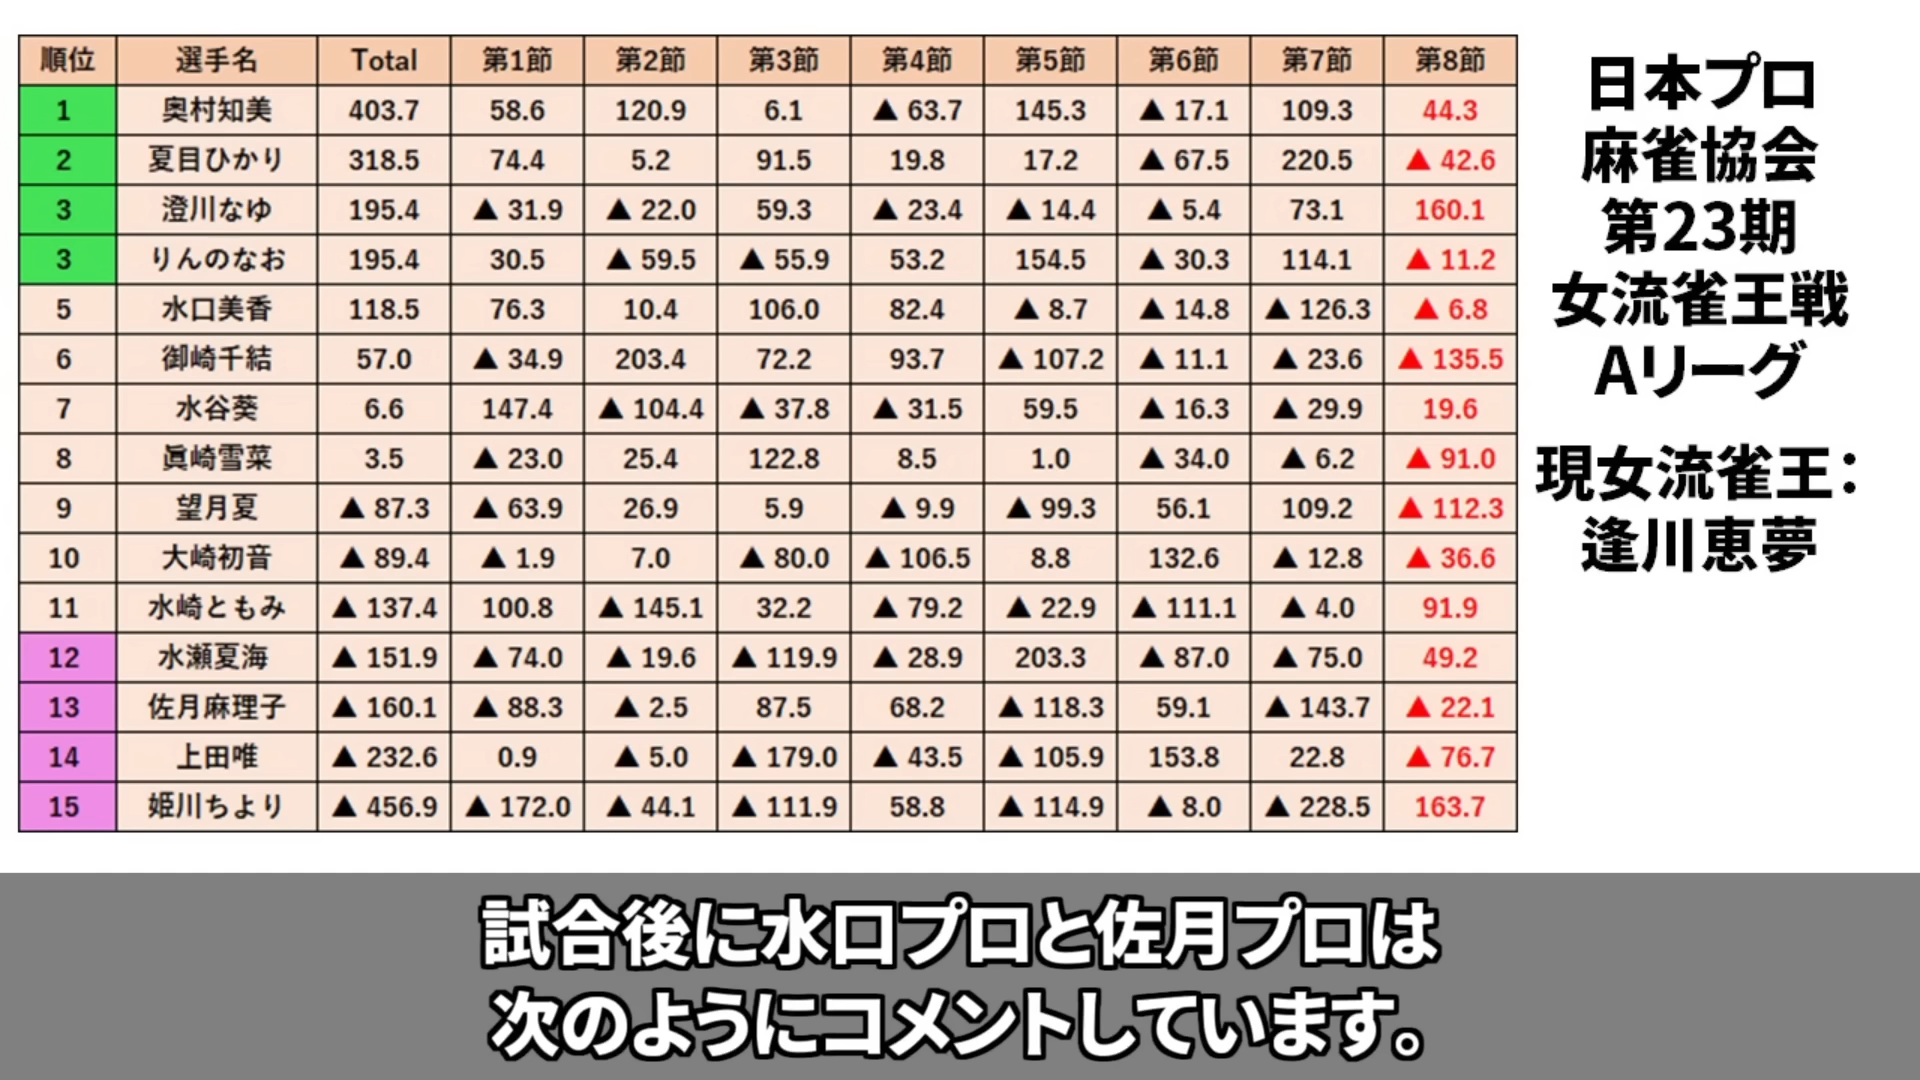 順位 選手名 Total 第1節 第2節 第3節 第4節 第5節 第6節 第7節 第8節
1 奥村知美 403.7 58.6 120.9 6.1 ▲ 63.7 145.3 ▲ 17.1 109.3 44.3
2 夏目ひかり 318.5 74.4 5.2 91.5 19.8 17.2 ▲ 67.5 220.5 ▲ 42.6
3 澄川なゆ 195.4 ▲ 31.9 ▲ 22.0 59.3 ▲ 23.4 ▲ 14.4 ▲ 5.4 73.1 160.1
3 りんのなお 195.4 30.5 ▲ 59.5 ▲ 55.9 53.2 154.5 ▲ 30.3 114.1 ▲ 11.2
5 水口美香 118.5 76.3 10.4 106.0 82.4 ▲ 8.7 ▲ 14.8 ▲ 126.3 ▲ 6.8
6 御崎千結 57.0 ▲ 34.9 203.4 72.2 93.7 ▲ 107.2 ▲ 11.1 ▲ 23.6 ▲ 135.5
7 水谷葵 6.6 147.4 ▲ 104.4 ▲ 37.8 ▲ 31.5 59.5 ▲ 16.3 ▲ 29.9 19.6
8 眞崎雪菜 3.5 ▲ 23.0 25.4 122.8 8.5 1.0 ▲ 34.0 ▲ 6.2 ▲ 91.0
9 望月夏 ▲ 87.3 ▲ 63.9 26.9 5.9 ▲ 9.9 ▲ 99.3 56.1 109.2 ▲ 112.3
10 大崎初音 ▲ 89.4 ▲ 1.9 7.0 ▲ 80.0 ▲ 106.5 8.8 132.6 ▲ 12.8 ▲ 36.6
11 水崎ともみ ▲ 137.4 100.8 ▲ 145.1 32.2 ▲ 79.2 ▲ 22.9 ▲ 111.1 ▲ 4.0 91.9
12 水瀬夏海 ▲ 151.9 ▲ 74.0 ▲ 19.6 ▲ 119.9 ▲ 28.9 203.3 ▲ 87.0 ▲ 75.0 49.2
13 佐月麻理子 ▲ 160.1 ▲ 88.3 ▲ 2.5 87.5 68.2 ▲ 118.3 59.1 ▲ 143.7 ▲ 22.1
14 上田唯 ▲ 232.6 0.9 ▲ 5.0 ▲ 179.0 ▲ 43.5 ▲ 105.9 153.8 22.8 ▲ 76.7
15 姫川ちより ▲ 456.9 ▲ 172.0 ▲ 44.1 ▲ 111.9 58.8 ▲ 114.9 ▲ 8.0 ▲ 228.5 163.7
日本プロ
麻雀協会
第23期
女流雀王戦
Aリーグ
現女流雀王：
逢川恵夢
試合後に水口プロと佐月プロは
次のようにコメントしています。